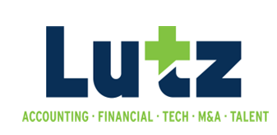 Lutz
ACCOUNTING · FINANCIAL · TECH · M&A · TALENT